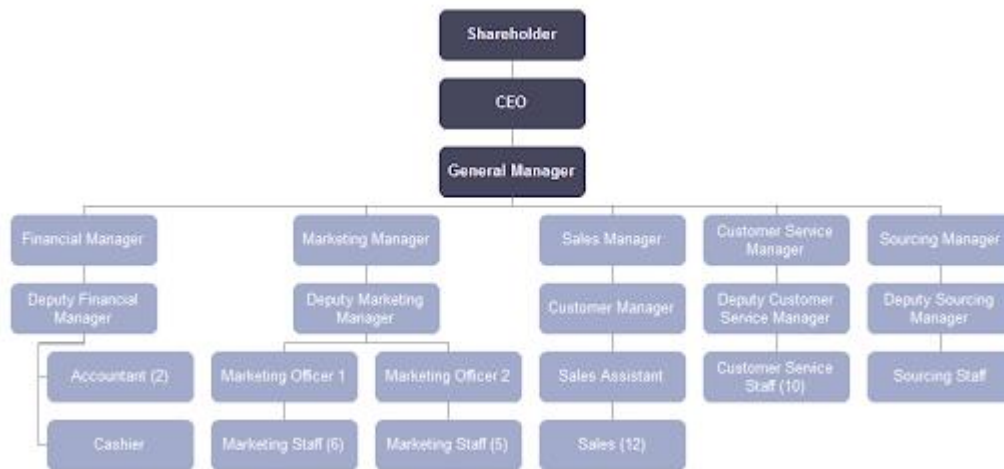 Shareholder
CEO
General Manager
Financial Manager
Marketing Manager
Sales Manager
Customer Service
Manager
Sourcing Manager
Deputy Financial
Manager
Deputy Marketing
Manager
Customer Manager
Deputy Customer
Service Manager
Deputy Sourcing
Manager
Accountant (2)
Marketing Officer 1
Marketing Officer 2
Sales Assistant
Customer Service
Staff (10)
Sourcing Staff
Cashier
Marketing Staff (6)
Marketing Staff (5)
Sales (12)